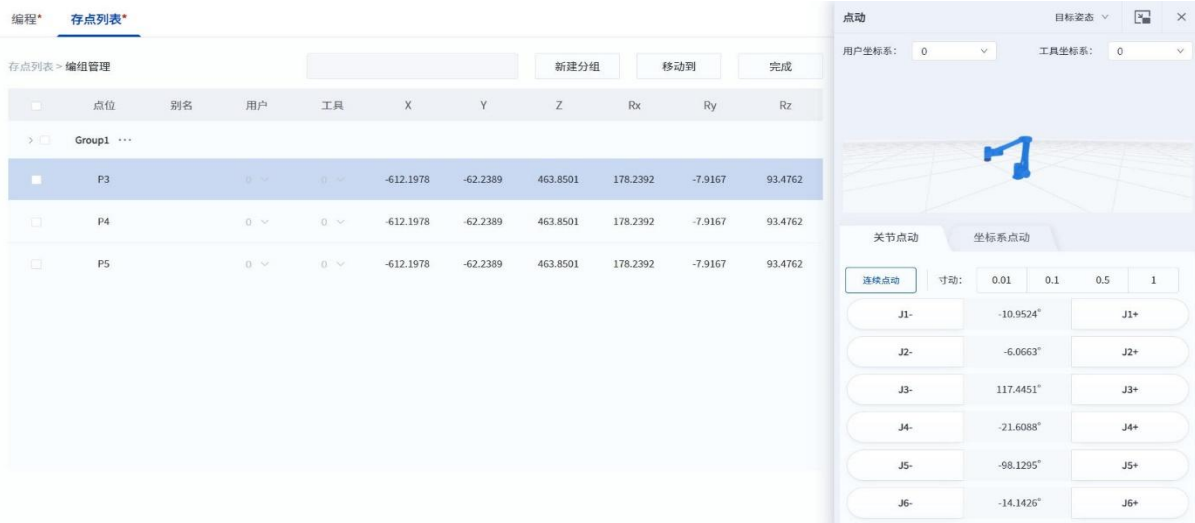 编程* 存点列表*
存点列表 > 编组管理 新建分组 移动到 完成
点位 别名 用户 工具 X Y Z Rx Ry Rz
Group1 ···
P3 0 0 -612.1978 -62.2389 463.8501 178.2392 -7.9167 93.4762
P4 0 0 -612.1978 -62.2389 463.8501 178.2392 -7.9167 93.4762
P5 0 0 -612.1978 -62.2389 463.8501 178.2392 -7.9167 93.4762
点动 目标姿态
用户坐标系： 0 工具坐标系： 0
关节点动 坐标系点动
连续点动 寸动： 0.01 0.1 0.5 1
J1- -10.9524° J1+
J2- -6.0663° J2+
J3- 117.4451° J3+
J4- -21.6088° J4+
J5- -98.1295° J5+
J6- -14.1426° J6+